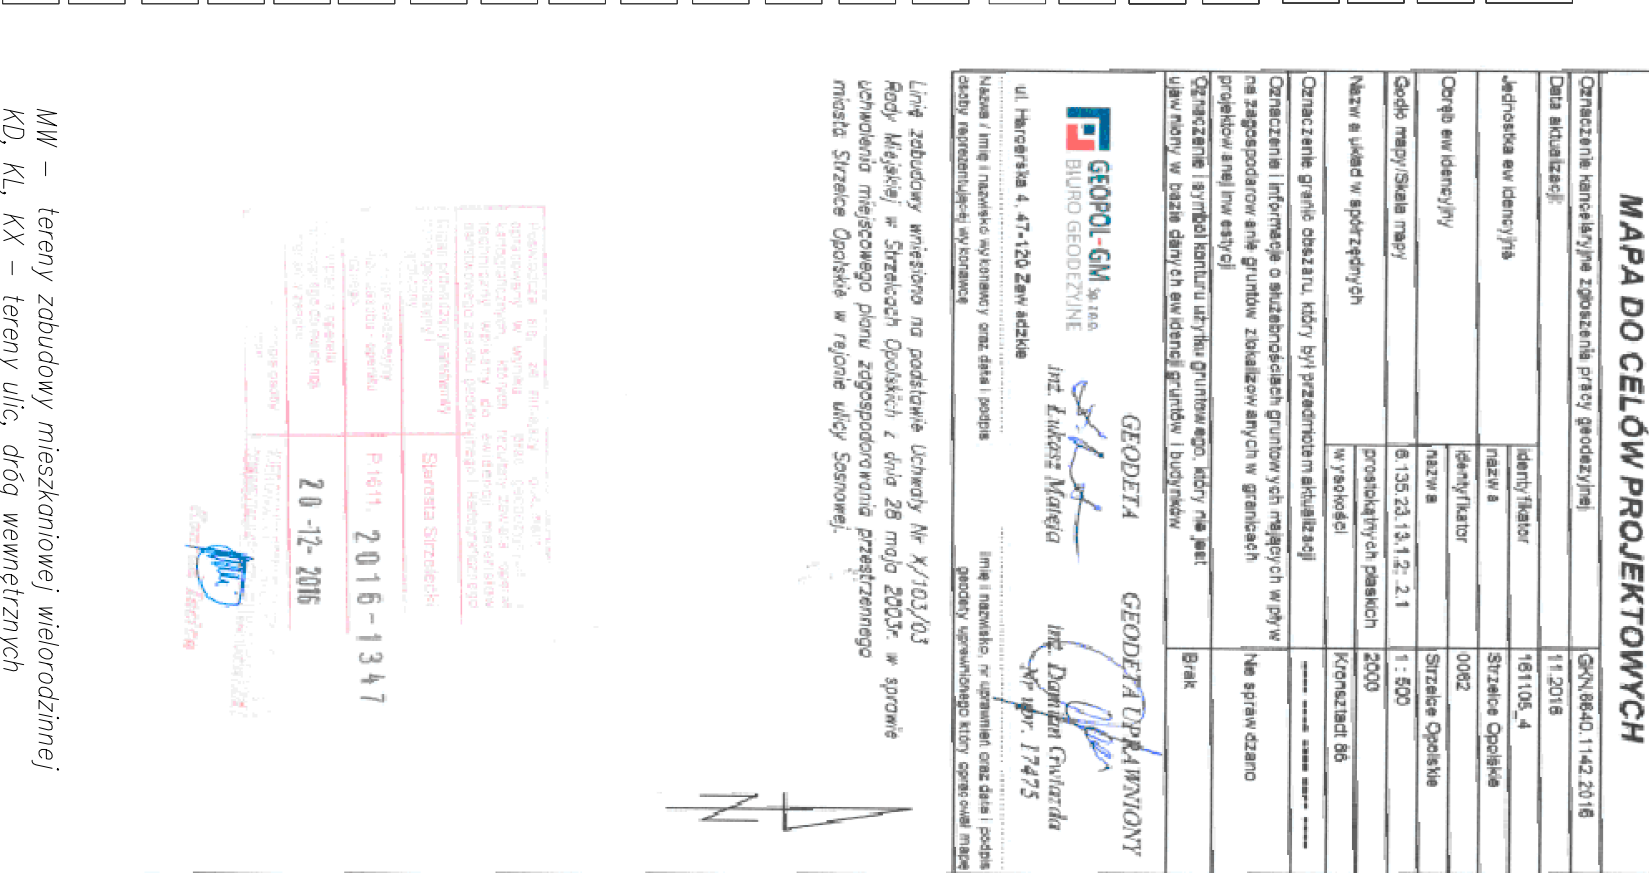 MAPA DO CELÓW PROJEKTOWYCH
Oznaczenie kancelaryjne zgłoszenia pracy geodezyjnej GKN.6640.1142.2016
Data aktualizacji 11.2016
Jednostka ewidencyjna identyfikator 161105_4
nazwa Strzelce Opolskie
Obręb ewidencyjny identyfikator 0062
nazwa Strzelce Opolskie
Godło mapy/Skala mapy 6.135.23.13.1.2; 2.1 1 : 500
Nazwa układ współrzędnych prostokątnych płaskich 2000
wysokości Kronsztadt 86
Oznaczenie granic obszaru, który był przedmiotem aktualizacji
Oznaczenie i informacje o służebnościach gruntowych mających wpływ
na zagospodarowanie gruntów zlokalizowanych w granicach
projektowanej inwestycji Nie sprawdzano
Oznaczenie i symbol konturu użytku gruntowego, który nie jest
ujawniony w bazie danych ewidencji gruntów i budynków Brak
GEOPOL-GM Sp. z o.o.
BIURO GEODEZYJNE
ul. Harcerska 4, 47-120 Zawadzkie
GEODETA
inż. Łukasz Mateja
GEODETA UPRAWNIONY
inż. Damian Gwiazda
Nr upr. 17475
Nazwa / imię i nazwisko wykonawcy oraz data i podpis
osoby reprezentującej wykonawcę
imię i nazwisko, nr uprawnień oraz data i podpis
geodety uprawnionego który opracował mapę
Linię zabudowy wniesiono na podstawie Uchwały Nr X/103/03
Rady Miejskiej w Strzelcach Opolskich z dnia 28 maja 2003r. w sprawie
uchwalenia miejscowego planu zagospodarowania przestrzennego
miasta Strzelce Opolskie w rejonie ulicy Sosnowej.
N
Starosta Strzelecki
P.1611 2016-1347
20-12-2016
MW – tereny zabudowy mieszkaniowej wielorodzinnej
KD, KL, KX – tereny ulic, dróg wewnętrznych